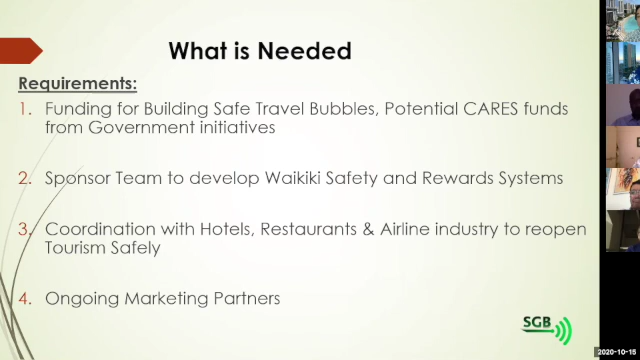 What is Needed
Requirements:
1. Funding for Building Safe Travel Bubbles, Potential CARES funds
from Government initiatives
2. Sponsor Team to develop Waikiki Safety and Rewards Systems
3. Coordination with Hotels, Restaurants & Airline industry to reopen
Tourism Safely
4. Ongoing Marketing Partners
SGB
2020-10-15